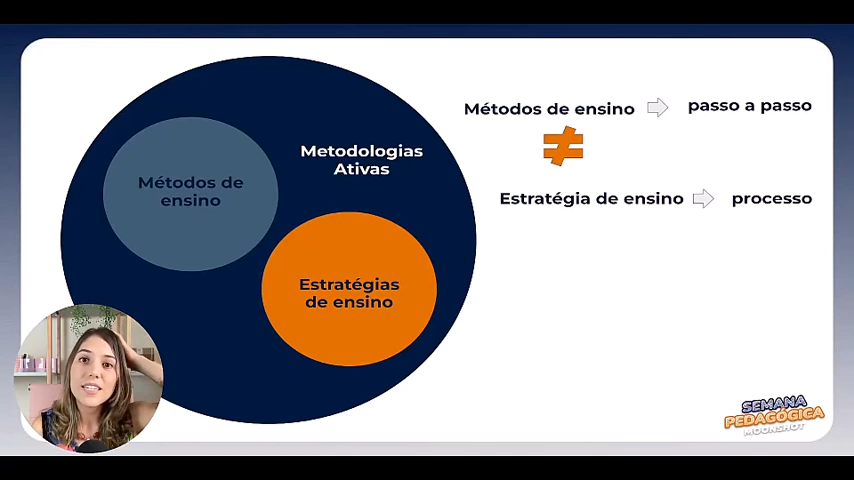 Métodos de ensino
passo a passo
≠
Estratégia de ensino
processo
Metodologias
Ativas
Métodos de
ensino
Estratégias
de ensino
SEMANA
PEDAGÓGICA
MOONSHOT